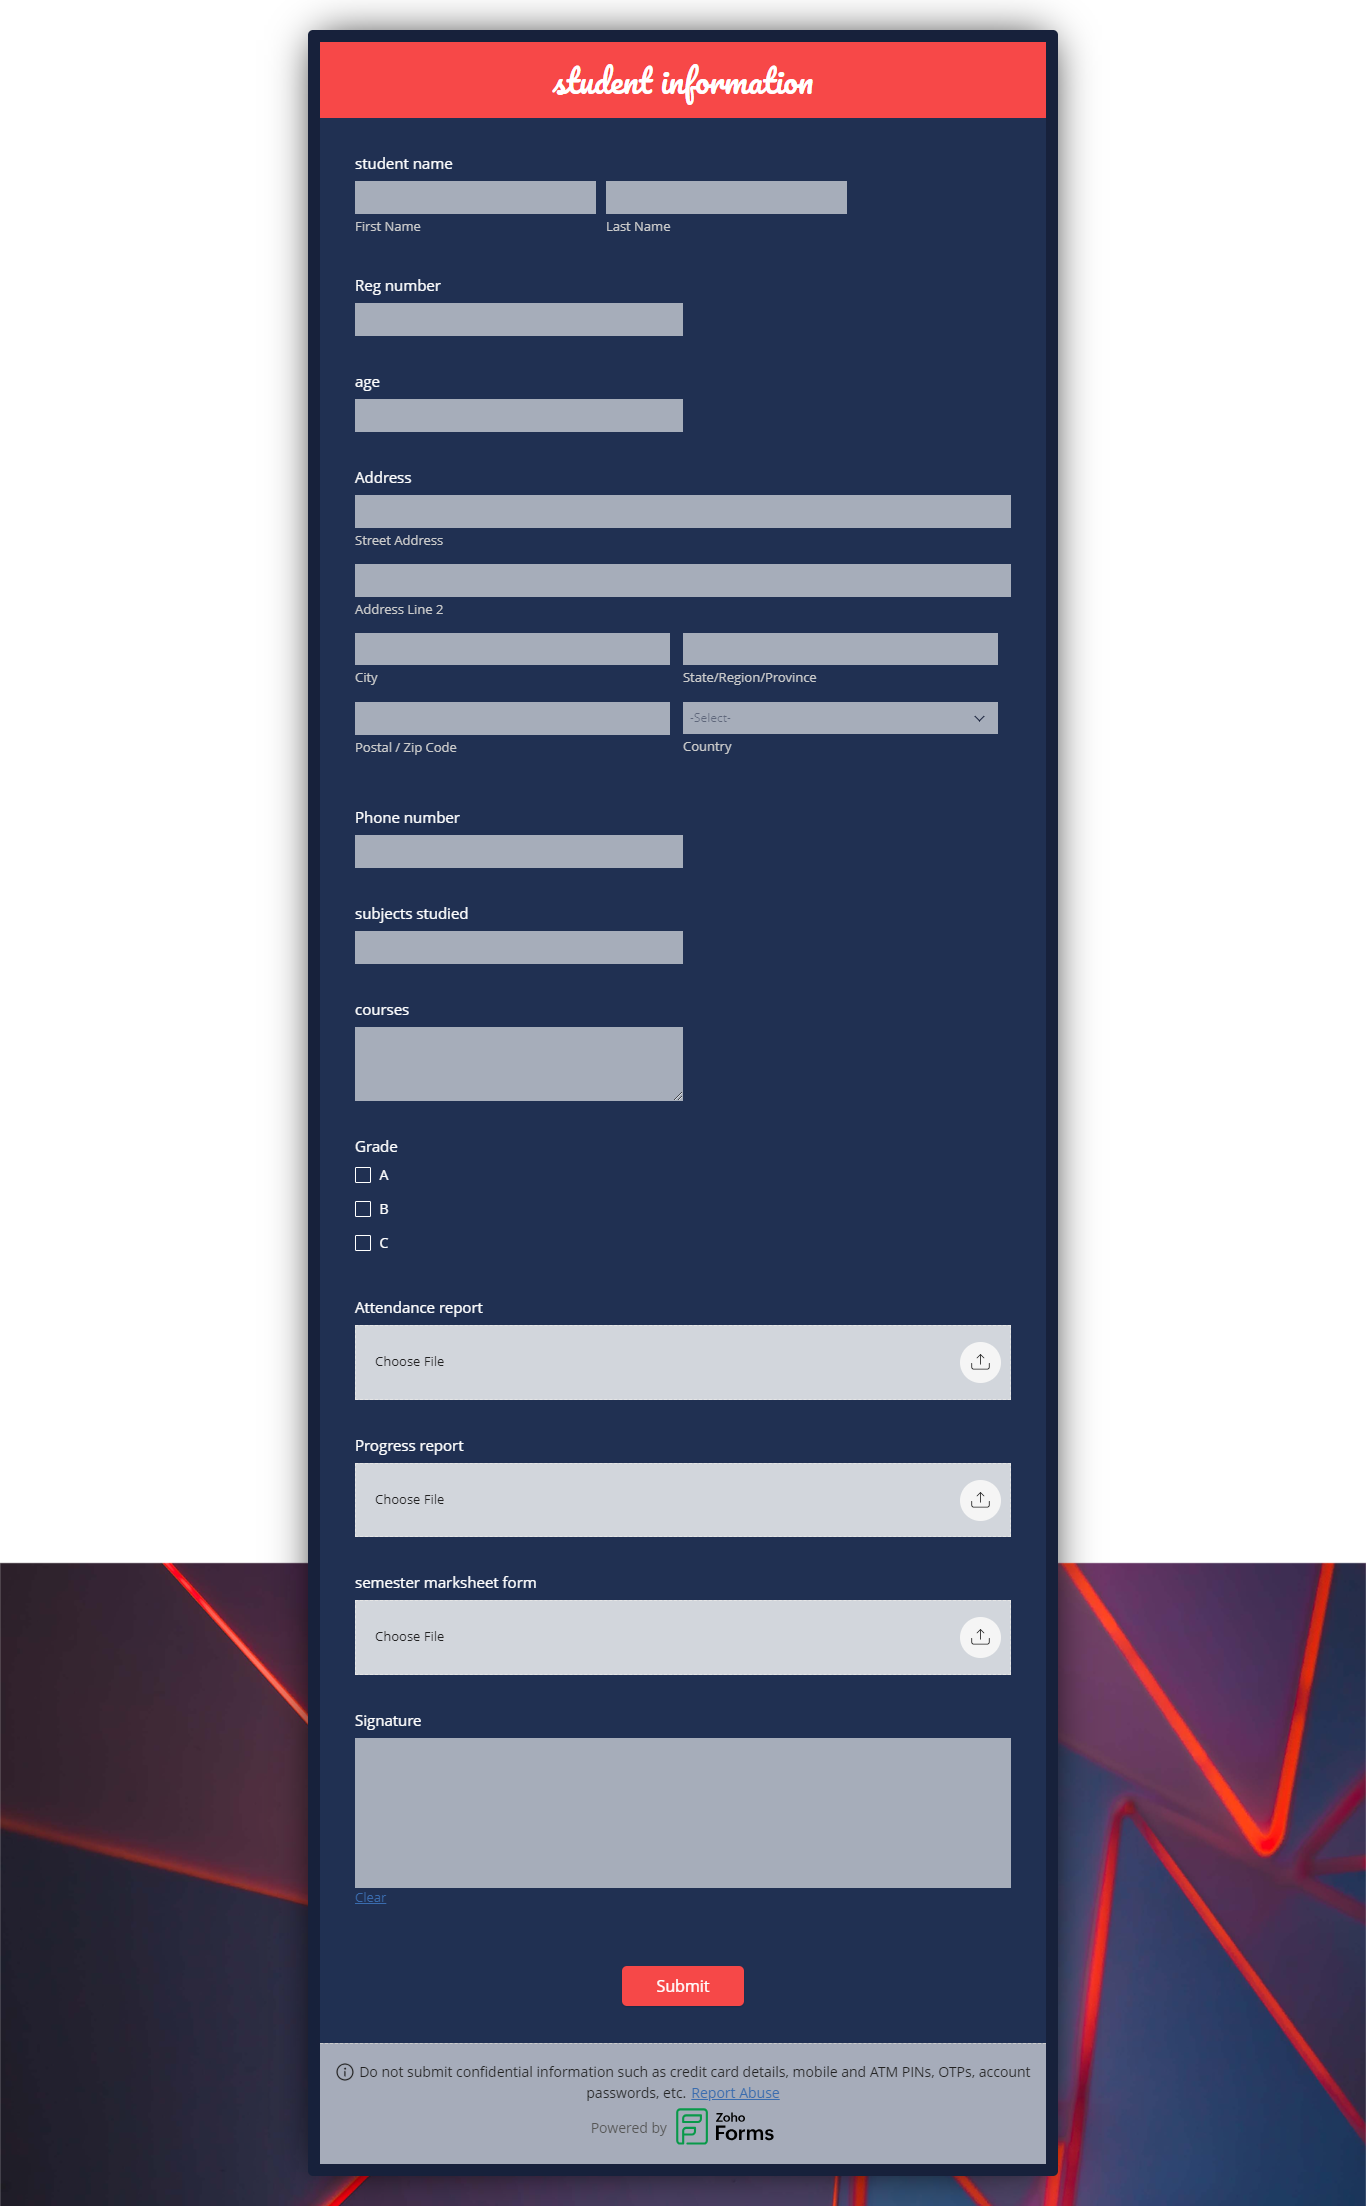 student information
student name
First Name
Last Name
Reg number
age
Address
Street Address
Address Line 2
City
State/Region/Province
-Select-
Postal / Zip Code
Country
Phone number
subjects studied
courses
Grade
A
B
C
Attendance report
Choose File
Progress report
Choose File
semester marksheet form
Choose File
Signature
Clear
Submit
Do not submit confidential information such as credit card details, mobile and ATM PINs, OTPs, account
passwords, etc. Report Abuse
Powered by Zoho Forms